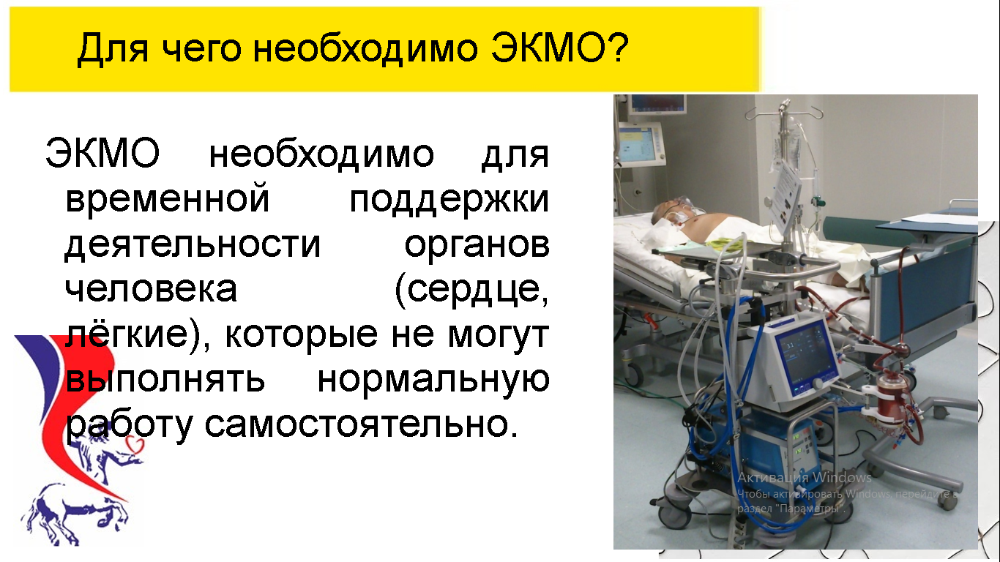 Для чего необходимо ЭКМО?
ЭКМО необходимо для
временной поддержки
деятельности органов
человека (сердце,
лёгкие), которые не могут
выполнять нормальную
работу самостоятельно.
Активация Windows
Чтобы активировать Windows, перейдите в
раздел "Параметры".